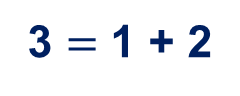 3 = 1 + 2